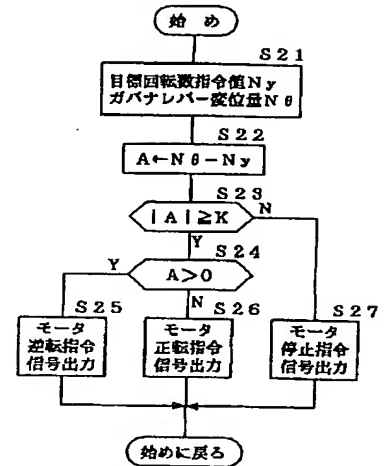 始め
S21
目標回転数指令値Ny
ガバナレバー変位量Nθ
S22
A←Nθ-Ny
S23
|A|≧K
N
Y
S24
A>0
Y
N
S25
S26
S27
モータ
逆転指令
信号出力
モータ
正転指令
信号出力
モータ
停止指令
信号出力
始めに戻る